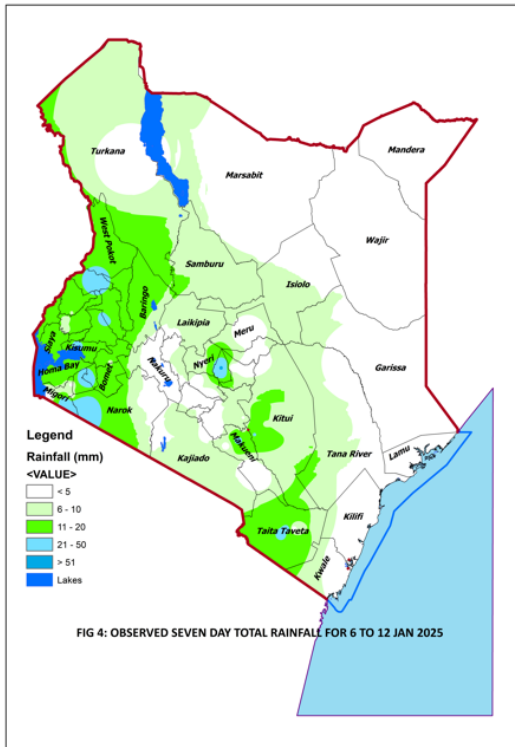 Turkana
Mandera
Marsabit
Wajir
West Pokot
Samburu
Isiolo
Baringo
Laikipia
Meru
Siaya
Kisumu
Nyeri
Garissa
Homa Bay
Nakuru
Bomet
Migori
Narok
Kitui
Makueni
Tana River
Lamu
Kajiado
Kilifi
Taita Taveta
Kwale
Legend
Rainfall (mm)
<VALUE>
< 5
6 - 10
11 - 20
21 - 50
> 51
Lakes
FIG 4: OBSERVED SEVEN DAY TOTAL RAINFALL FOR 6 TO 12 JAN 2025